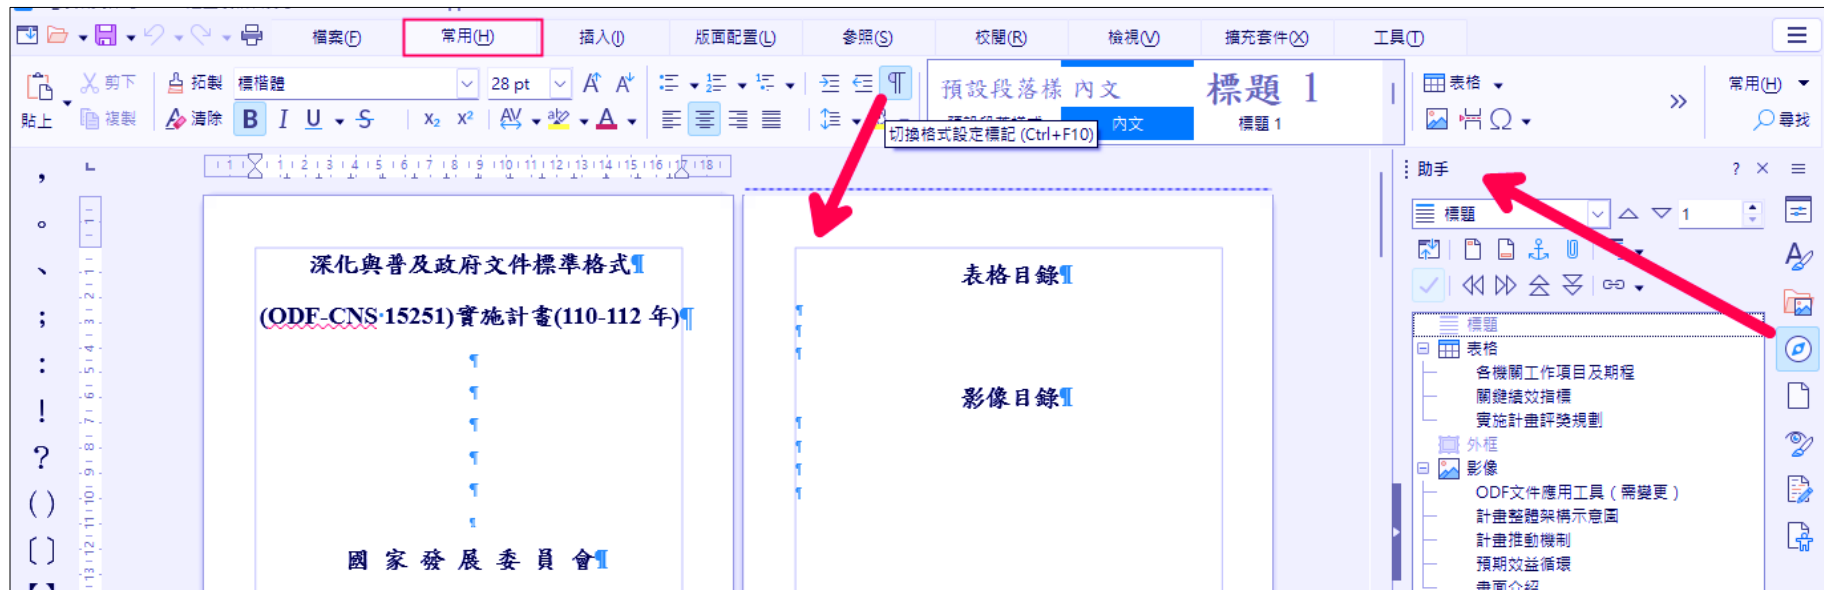 檔案(F) 常用(H) 插入(I) 版面配置(L) 參照(S) 校閱(R) 檢視(V) 擴充套件(X) 工具(T)
剪下 拓製 標楷體 28 pt 預設段落樣 內文 標題 1 表格 常用(H)
貼上 複製 清除 B I U S X₂ X² 內文 標題 1 尋找
切換格式設定標記 (Ctrl+F10)
助手 ?
標題 1
深化與普及政府文件標準格式¶
(ODF-CNS·15251)實施計畫(110-112 年)¶
¶
¶
¶
¶
¶
¶
國 家 發 展 委 員 會¶
表格目錄¶
¶
¶
¶
影像目錄¶
¶
¶
¶
¶
標題
表格
各機關工作項目及期程
關鍵績效指標
實施計畫評獎規劃
外框
影像
ODF文件應用工具（需變更）
計畫整體架構示意圖
計畫推動機制
預期效益循環
畫面介紹
，
。
、
；
：
！
？
( )
〔 〕